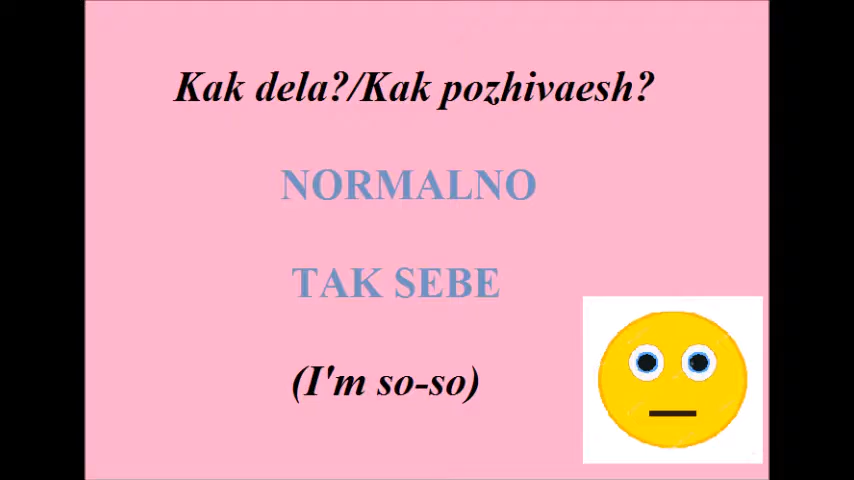 Kak dela?/Kak pozhivaesh?
NORMALNO
TAK SEBE
(I'm so-so)